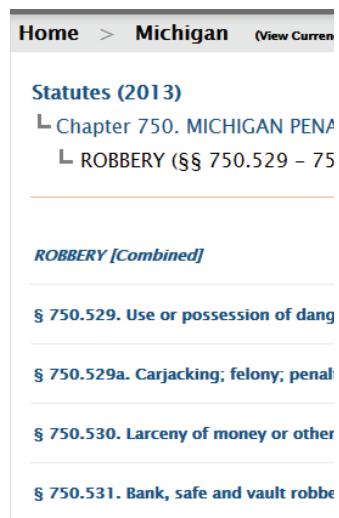 Home > Michigan (View Curren
Statutes (2013)
Chapter 750. MICHIGAN PENA
ROBBERY (§§ 750.529 – 75
ROBBERY [Combined]
§ 750.529. Use or possession of dang
§ 750.529a. Carjacking; felony; penal
§ 750.530. Larceny of money or other
§ 750.531. Bank, safe and vault robbe